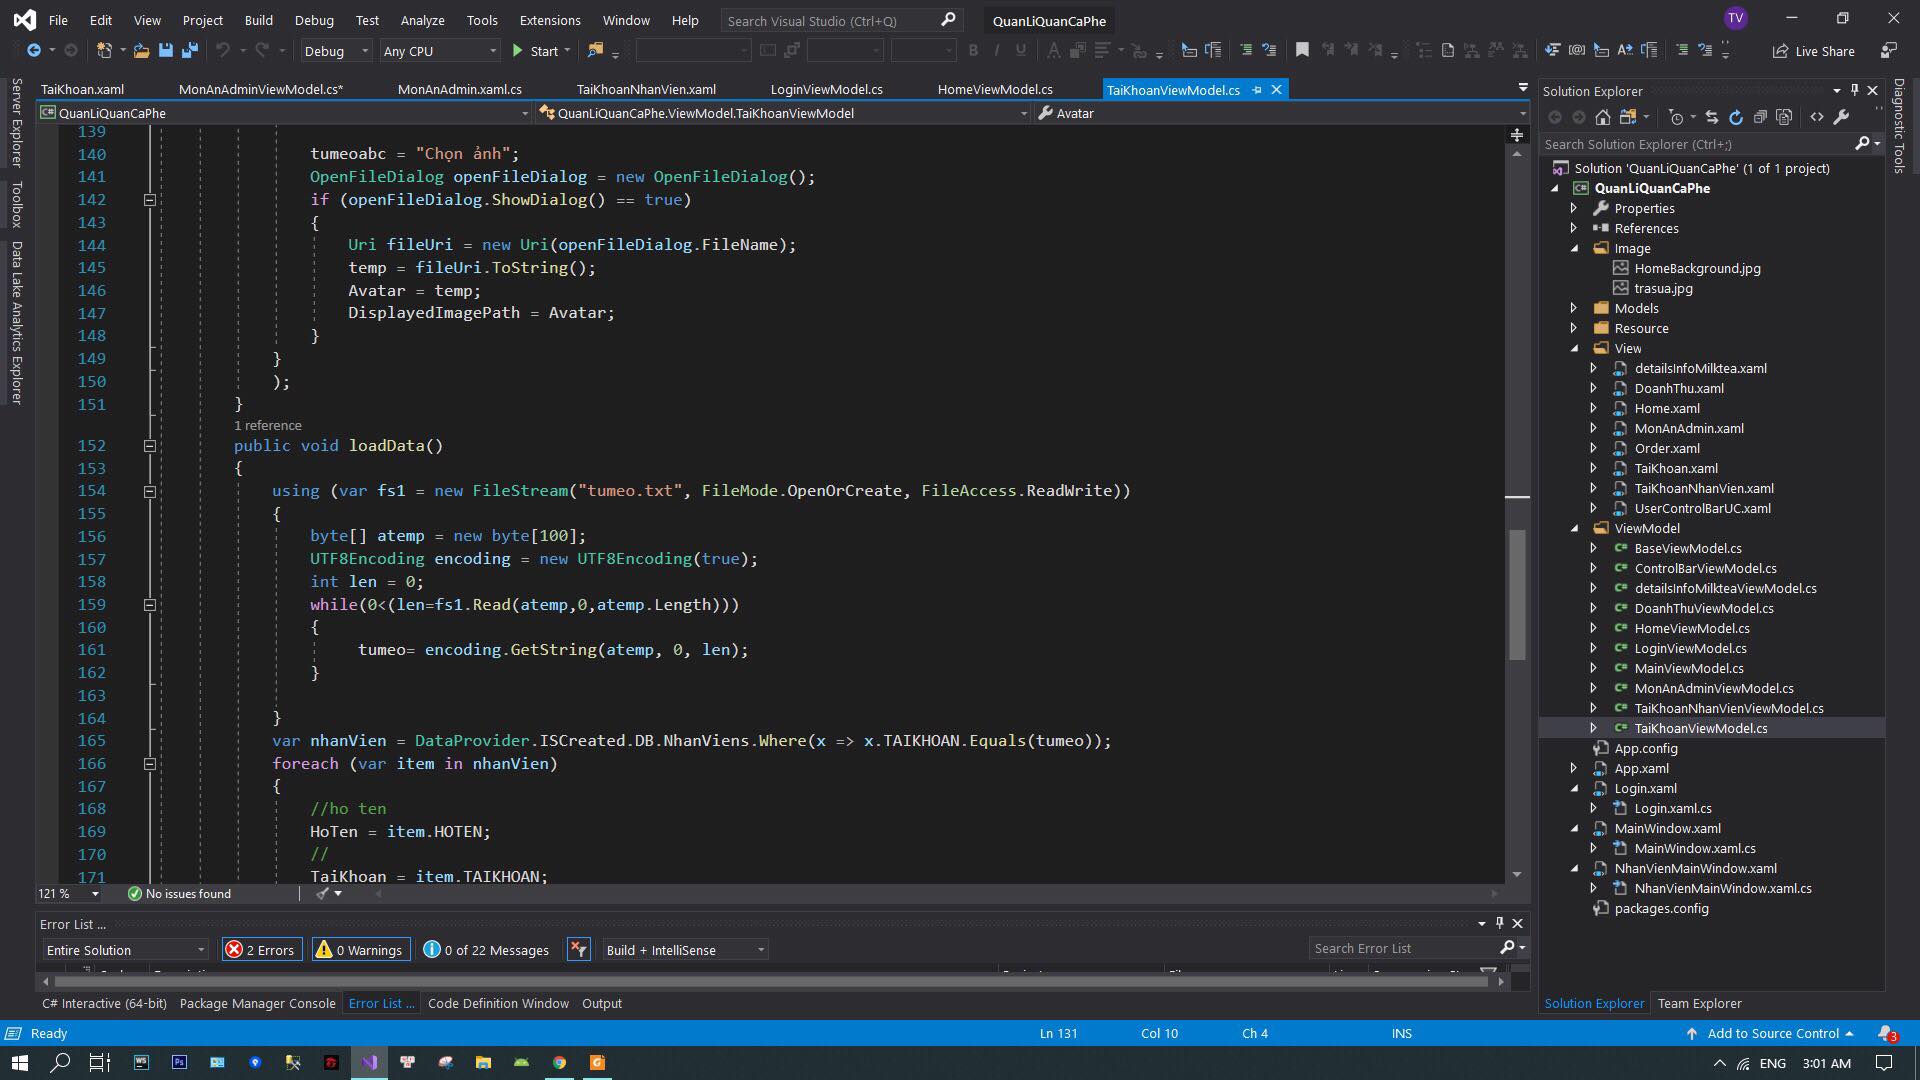 File Edit View Project Build Debug Test Analyze Tools Extensions Window Help Search Visual Studio (Ctrl+Q) QuanLiQuanCaPhe TV
Debug Any CPU Start Live Share
TaiKhoan.xaml MonAnAdminViewModel.cs* MonAnAdmin.xaml.cs TaiKhoanNhanVien.xaml LoginViewModel.cs HomeViewModel.cs TaiKhoanViewModel.cs
QuanLiQuanCaPhe QuanLiQuanCaPhe.ViewModel.TaiKhoanViewModel Avatar
139
140 tumeoabc = "Chọn ảnh";
141 OpenFileDialog openFileDialog = new OpenFileDialog();
142 if (openFileDialog.ShowDialog() == true)
143 {
144 Uri fileUri = new Uri(openFileDialog.FileName);
145 temp = fileUri.ToString();
146 Avatar = temp;
147 DisplayedImagePath = Avatar;
148 }
149 }
150 );
151 }
1 reference
152 public void loadData()
153 {
154 using (var fs1 = new FileStream("tumeo.txt", FileMode.OpenOrCreate, FileAccess.ReadWrite))
155 {
156 byte[] atemp = new byte[100];
157 UTF8Encoding encoding = new UTF8Encoding(true);
158 int len = 0;
159 while(0<(len=fs1.Read(atemp,0,atemp.Length)))
160 {
161 tumeo= encoding.GetString(atemp, 0, len);
162 }
163
164 }
165 var nhanVien = DataProvider.ISCreated.DB.NhanViens.Where(x => x.TAIKHOAN.Equals(tumeo));
166 foreach (var item in nhanVien)
167 {
168 //ho ten
169 HoTen = item.HOTEN;
170 //
171 TaiKhoan = item.TAIKHOAN;
121 % No issues found
Error List ...
Entire Solution 2 Errors 0 Warnings 0 of 22 Messages Build + IntelliSense Search Error List
C# Interactive (64-bit) Package Manager Console Error List ... Code Definition Window Output
Server Explorer
Toolbox
Data Lake Analytics Explorer
Solution Explorer
Search Solution Explorer (Ctrl+;)
Solution 'QuanLiQuanCaPhe' (1 of 1 project)
QuanLiQuanCaPhe
Properties
References
Image
HomeBackground.jpg
trasua.jpg
Models
Resource
View
detailsInfoMilktea.xaml
DoanhThu.xaml
Home.xaml
MonAnAdmin.xaml
Order.xaml
TaiKhoan.xaml
TaiKhoanNhanVien.xaml
UserControlBarUC.xaml
ViewModel
BaseViewModel.cs
ControlBarViewModel.cs
detailsInfoMilkteaViewModel.cs
DoanhThuViewModel.cs
HomeViewModel.cs
LoginViewModel.cs
MainViewModel.cs
MonAnAdminViewModel.cs
TaiKhoanNhanVienViewModel.cs
TaiKhoanViewModel.cs
App.config
App.xaml
Login.xaml
Login.xaml.cs
MainWindow.xaml
MainWindow.xaml.cs
NhanVienMainWindow.xaml
NhanVienMainWindow.xaml.cs
packages.config
Solution Explorer Team Explorer
Diagnostic Tools
Ready Ln 131 Col 10 Ch 4 INS Add to Source Control 3
ENG 3:01 AM